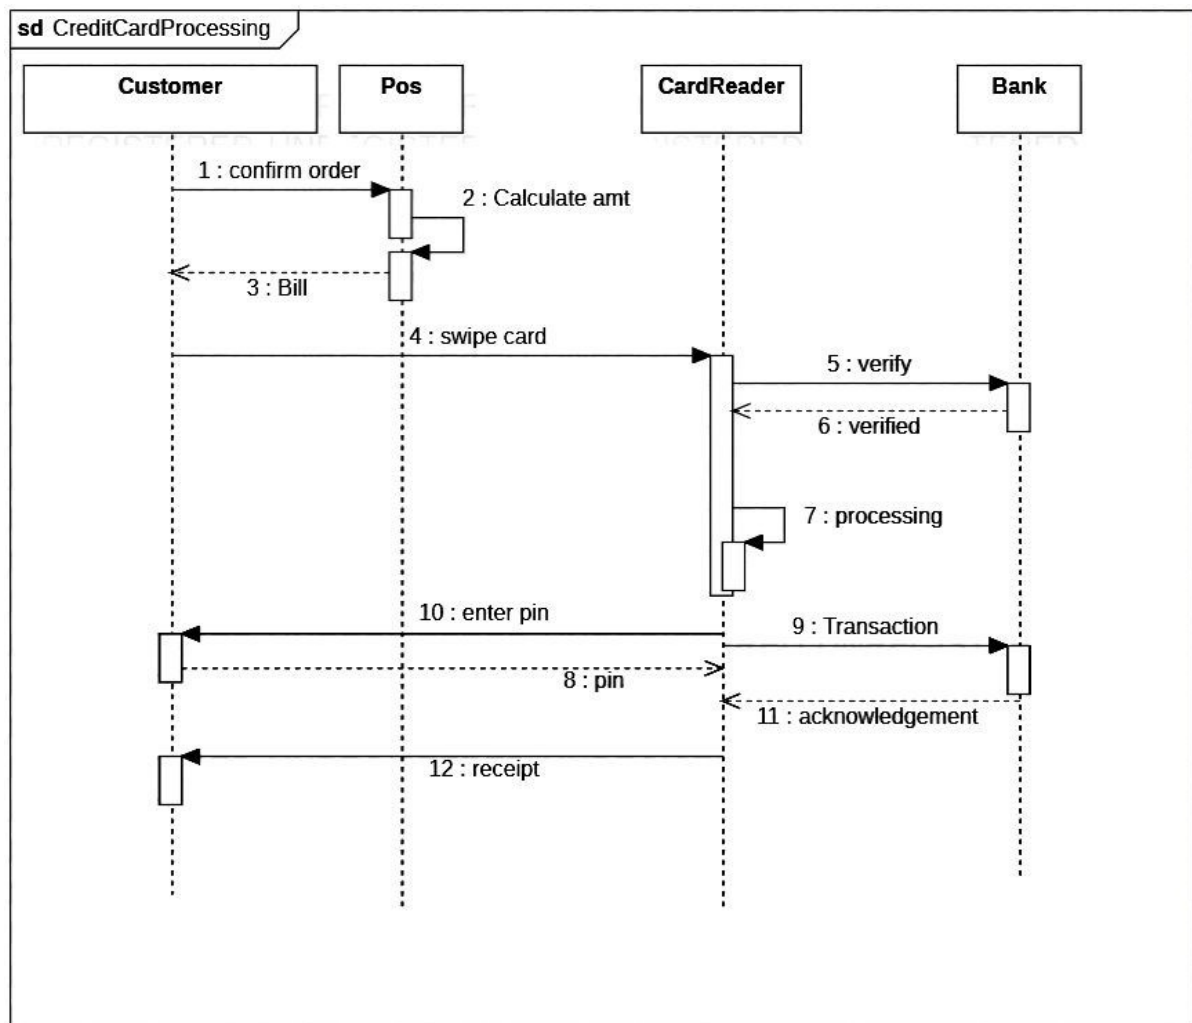 sd CreditCardProcessing
Customer
Pos
CardReader
Bank
1 : confirm order
2 : Calculate amt
3 : Bill
4 : swipe card
5 : verify
6 : verified
7 : processing
10 : enter pin
9 : Transaction
8 : pin
11 : acknowledgement
12 : receipt